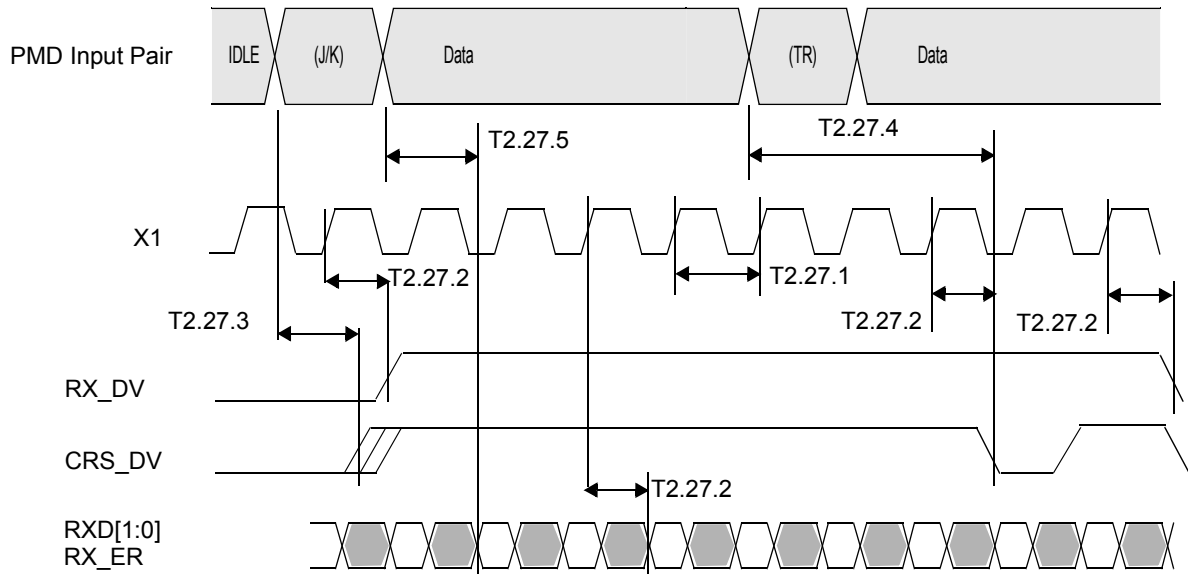 PMD Input Pair
IDLE
(J/K)
Data
(TR)
Data
T2.27.5
T2.27.4
X1
T2.27.2
T2.27.1
T2.27.3
T2.27.2
T2.27.2
RX_DV
CRS_DV
T2.27.2
RXD[1:0]
RX_ER